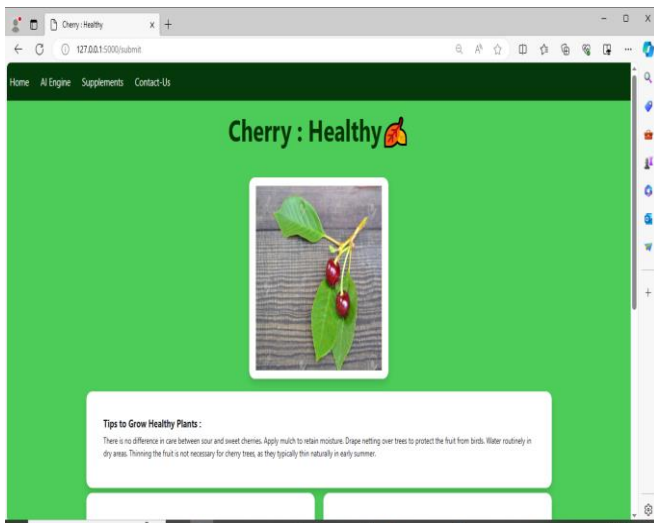 Cherry : Healthy
127.0.0.1:5000/submit
Home AI Engine Supplements Contact-Us
Cherry : Healthy🍂
Tips to Grow Healthy Plants :
There is no difference in care between sour and sweet cherries. Apply mulch to retain moisture. Drape netting over trees to protect the fruit from birds. Water routinely in
dry areas. Thinning the fruit is not necessary for cherry trees, as they typically thin naturally in early summer.